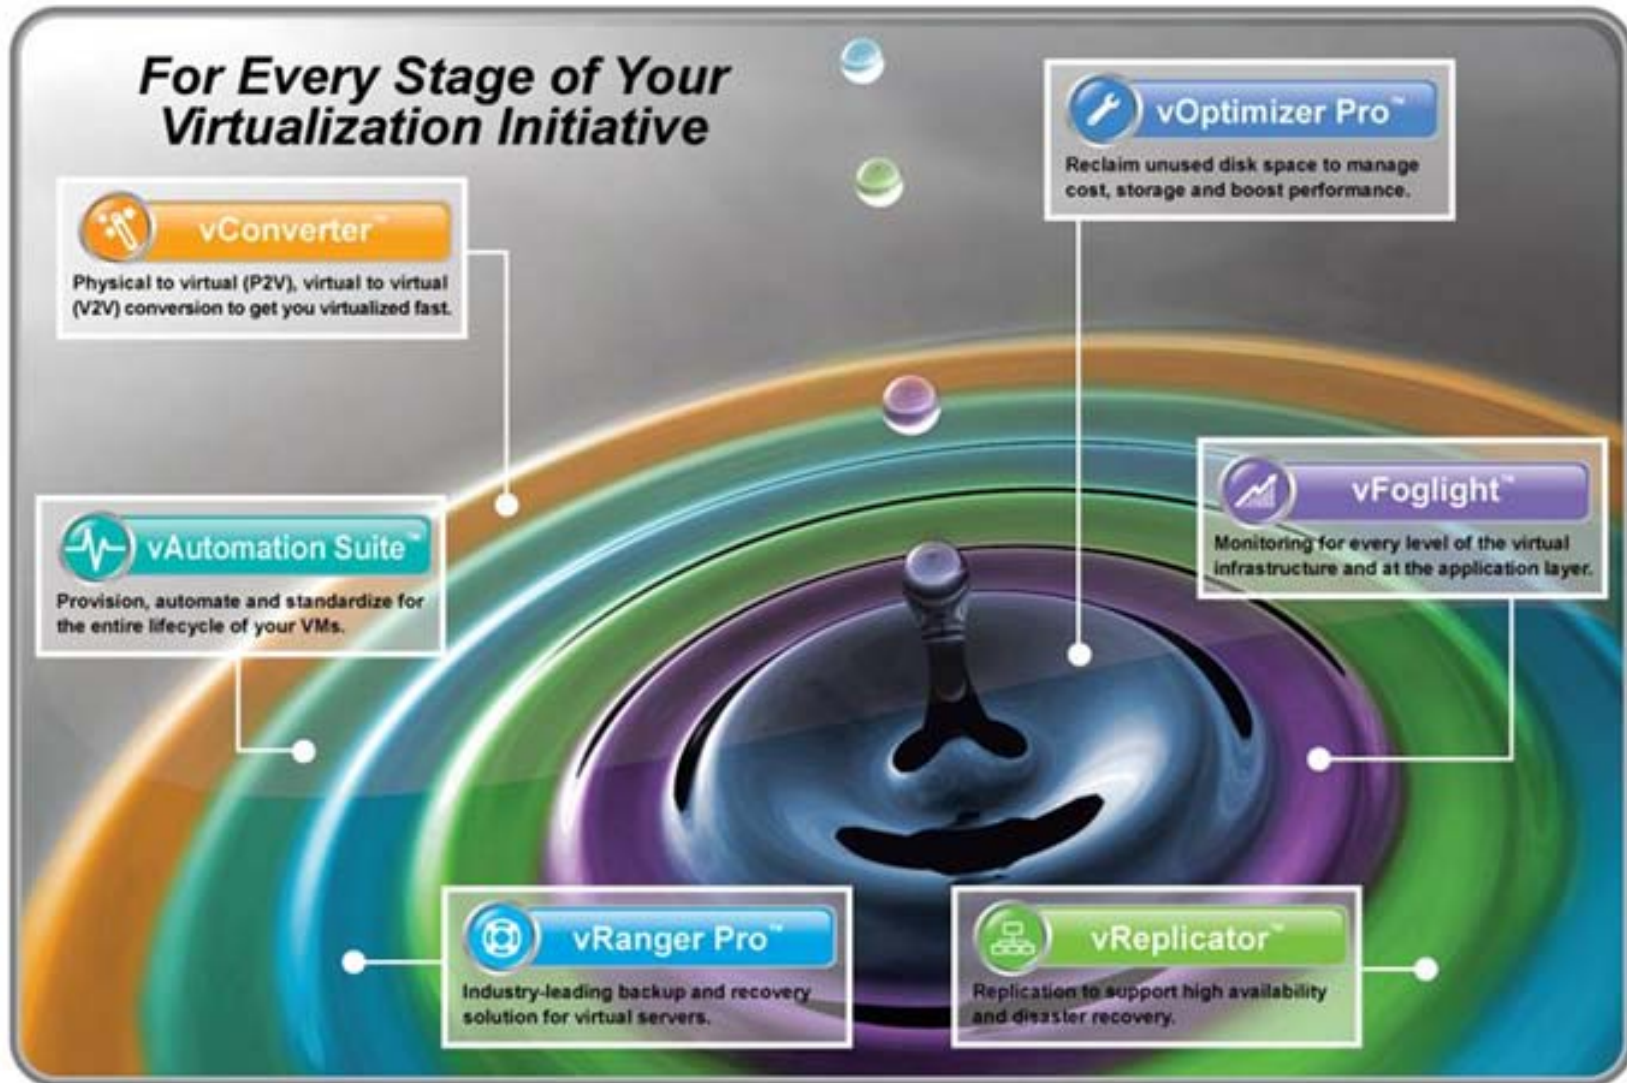 For Every Stage of Your
Virtualization Initiative
vConverter™
Physical to virtual (P2V), virtual to virtual
(V2V) conversion to get you virtualized fast.
vOptimizer Pro™
Reclaim unused disk space to manage
cost, storage and boost performance.
vAutomation Suite™
Provision, automate and standardize for
the entire lifecycle of your VMs.
vFoglight™
Monitoring for every level of the virtual
infrastructure and at the application layer.
vRanger Pro™
Industry-leading backup and recovery
solution for virtual servers.
vReplicator™
Replication to support high availability
and disaster recovery.